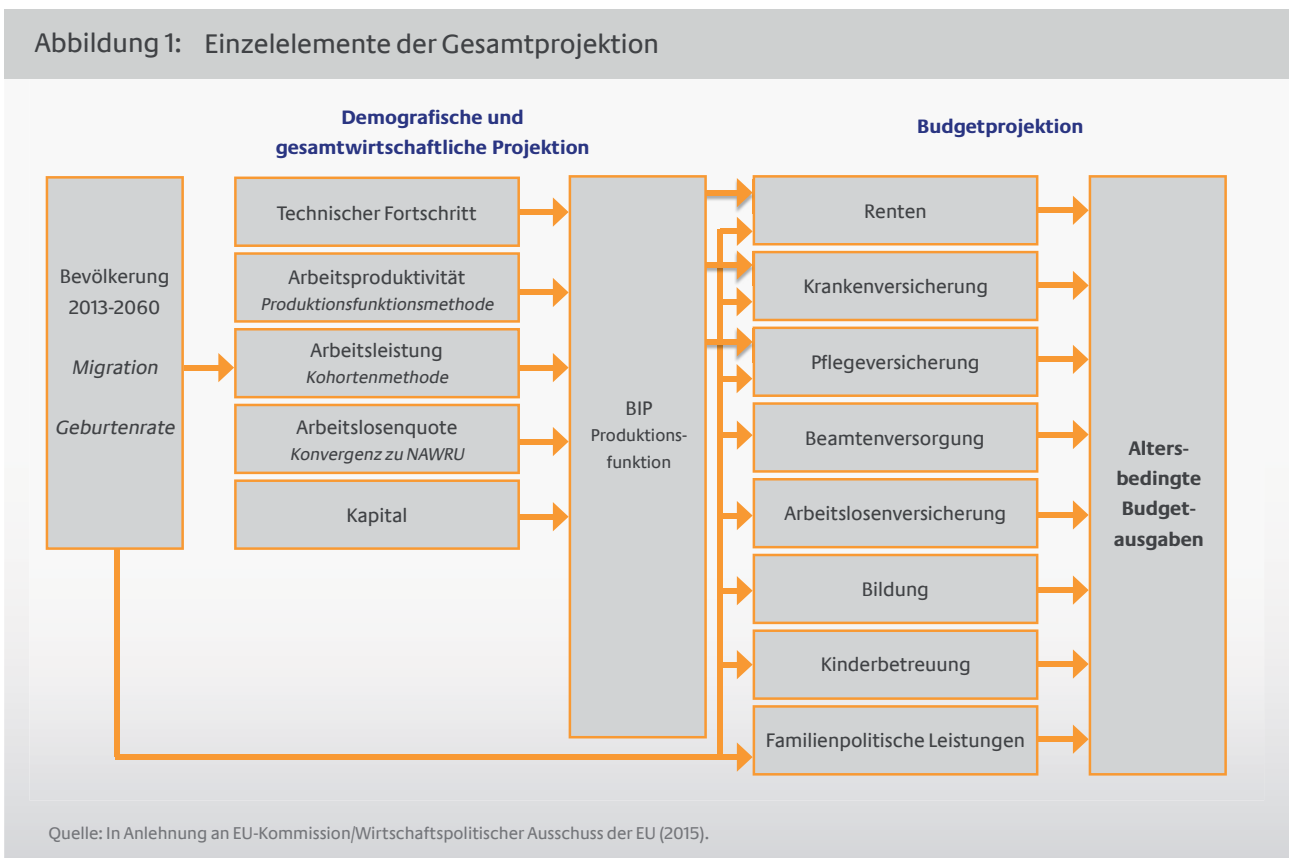 Abbildung 1: Einzelelemente der Gesamtprojektion
Demografische und
gesamtwirtschaftliche Projektion
Budgetprojektion
Bevölkerung
2013-2060
Migration
Geburtenrate
Technischer Fortschritt
Arbeitsproduktivität
Produktionsfunktionsmethode
Arbeitsleistung
Kohortenmethode
Arbeitslosenquote
Konvergenz zu NAWRU
Kapital
BIP
Produktions-
funktion
Renten
Krankenversicherung
Pflegeversicherung
Beamtenversorgung
Arbeitslosenversicherung
Bildung
Kinderbetreuung
Familienpolitische Leistungen
Alters-
bedingte
Budget-
ausgaben
Quelle: In Anlehnung an EU-Kommission/Wirtschaftspolitischer Ausschuss der EU (2015).